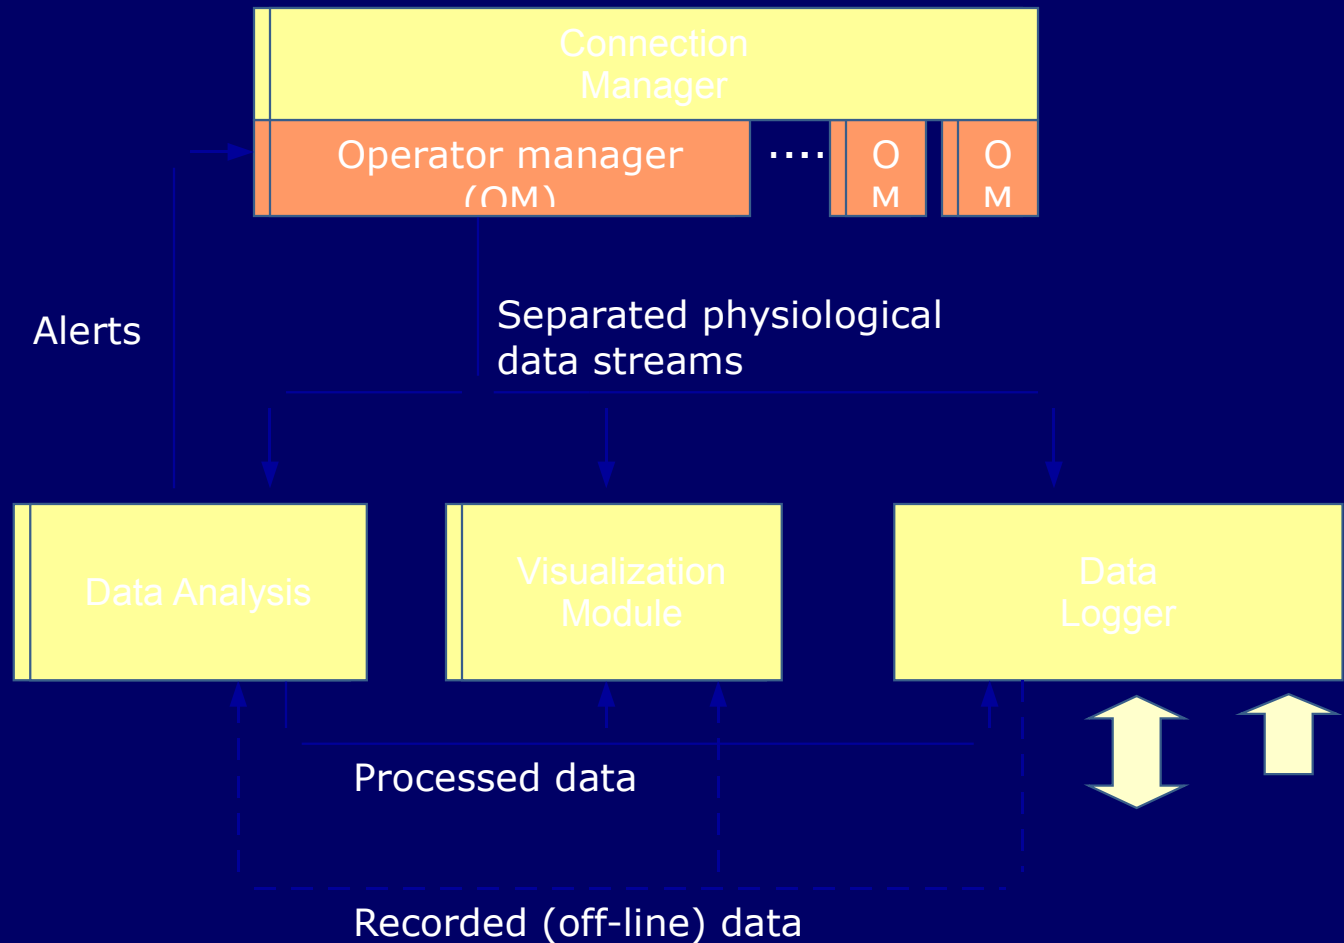 Connection
Manager
Operator manager
(OM)
....
O
M
O
M
Alerts
Separated physiological
data streams
Data Analysis
Visualization
Module
Data
Logger
Processed data
Recorded (off-line) data